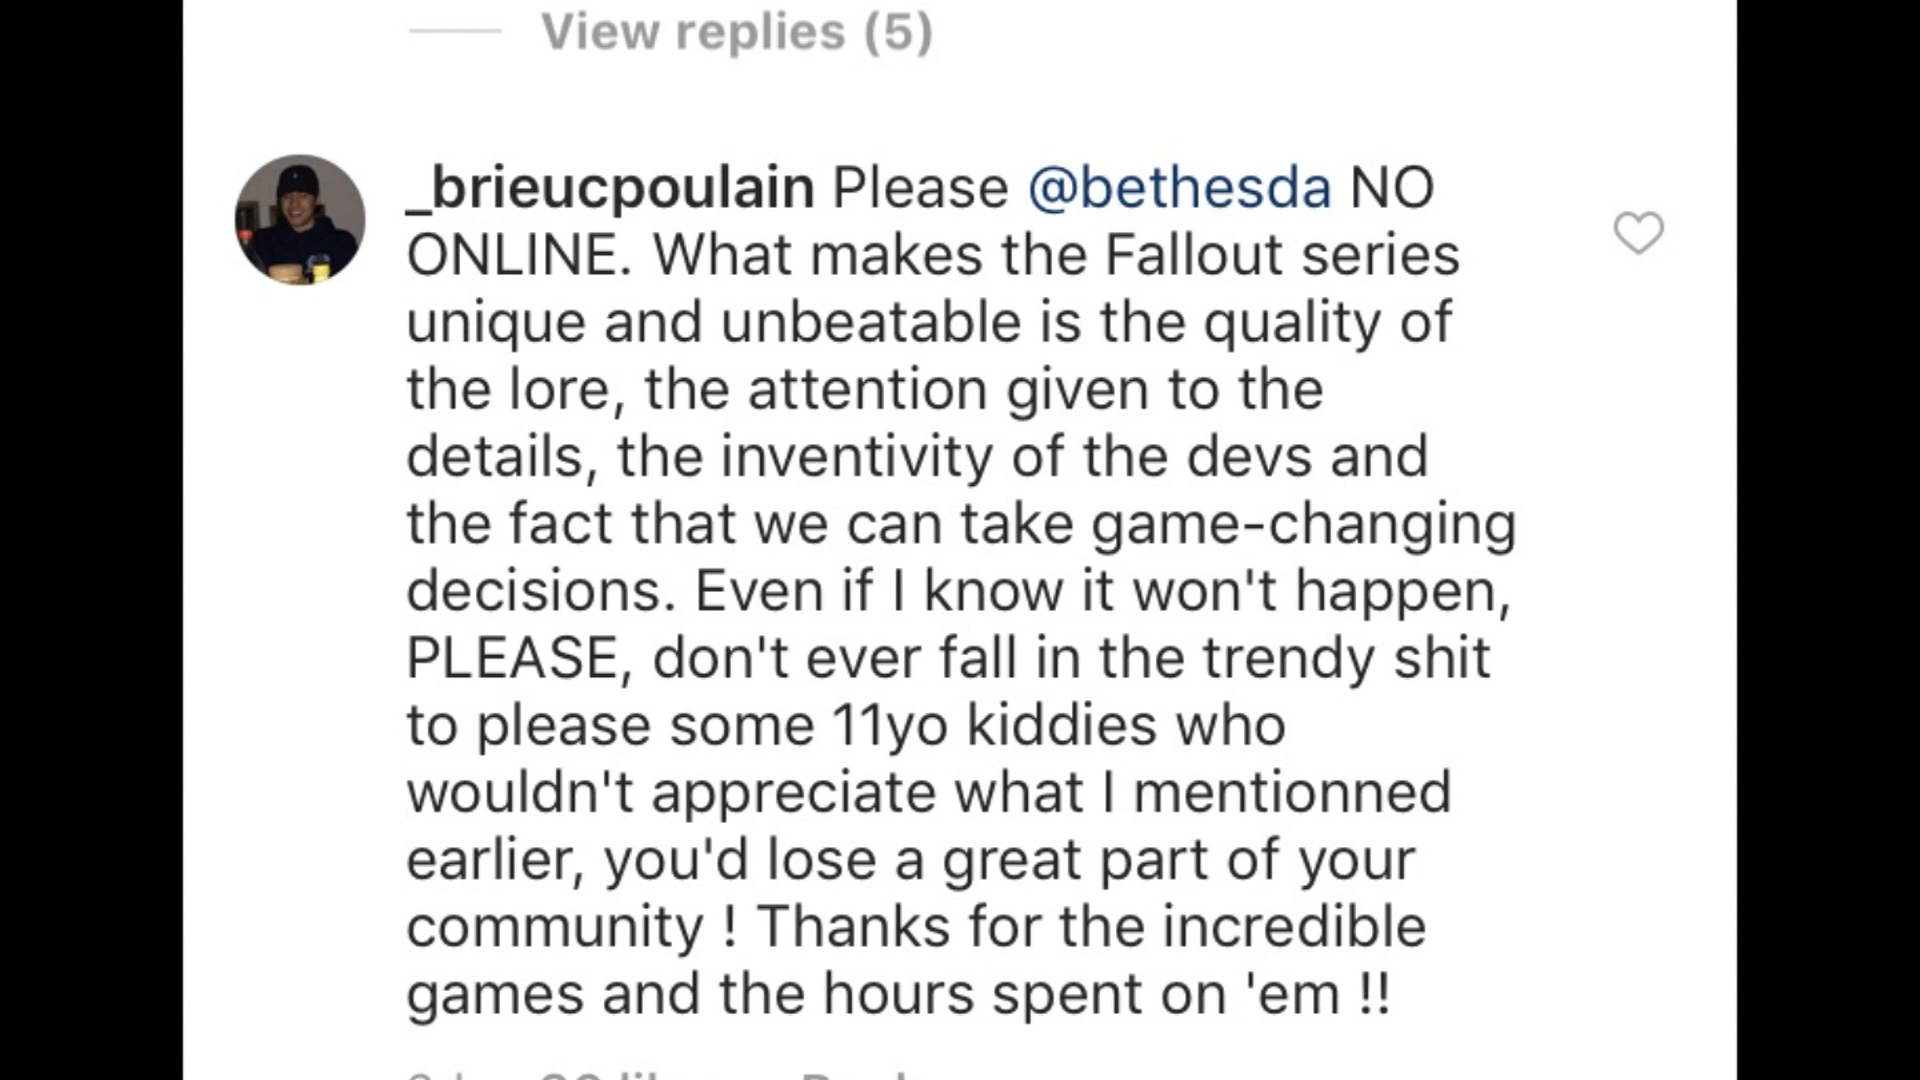 View replies (5)
_brieucpoulain Please @bethesda NO
ONLINE. What makes the Fallout series
unique and unbeatable is the quality of
the lore, the attention given to the
details, the inventivity of the devs and
the fact that we can take game-changing
decisions. Even if I know it won't happen,
PLEASE, don't ever fall in the trendy shit
to please some 11yo kiddies who
wouldn't appreciate what I mentionned
earlier, you'd lose a great part of your
community ! Thanks for the incredible
games and the hours spent on 'em !!